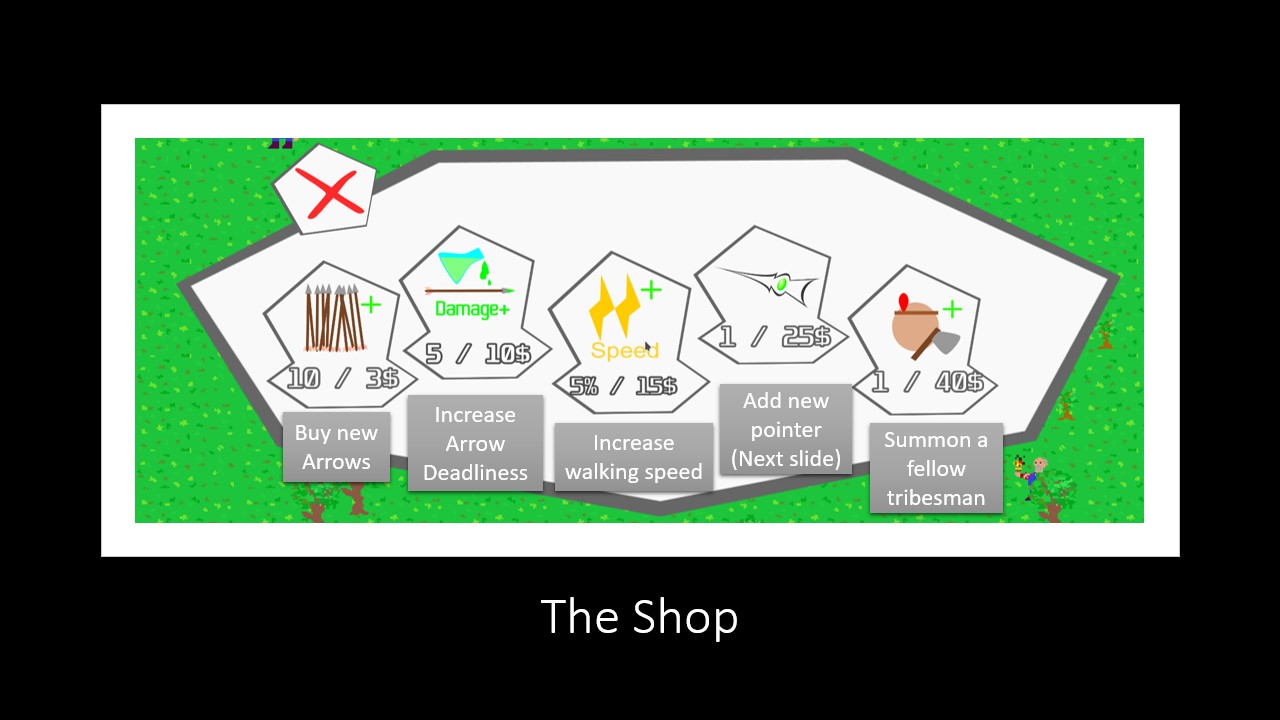 Damage+
Speed
10 / 3$
5 / 10$
5% / 15$
1 / 25$
1 / 40$
Buy new
Arrows
Increase
Arrow
Deadliness
Increase
walking speed
Add new
pointer
(Next slide)
Summon a
fellow
tribesman
The Shop